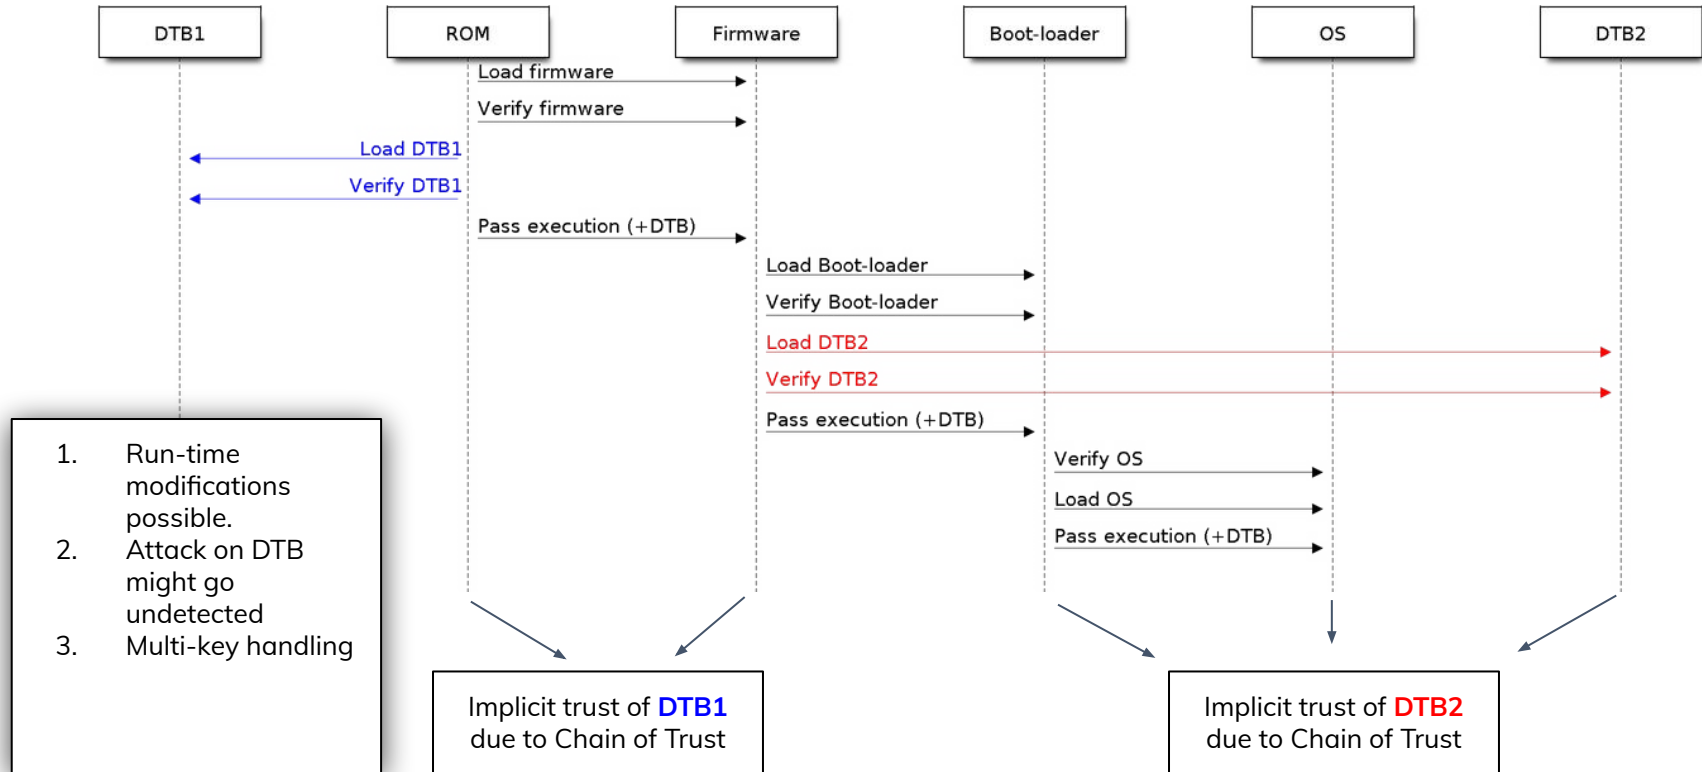 DTB1
ROM
Firmware
Boot-loader
OS
DTB2
Load firmware
Verify firmware
Load DTB1
Verify DTB1
Pass execution (+DTB)
Load Boot-loader
Verify Boot-loader
Load DTB2
Verify DTB2
Pass execution (+DTB)
Verify OS
Load OS
Pass execution (+DTB)
1. Run-time
modifications
possible.
2. Attack on DTB
might go
undetected
3. Multi-key handling
Implicit trust of DTB1
due to Chain of Trust
Implicit trust of DTB2
due to Chain of Trust